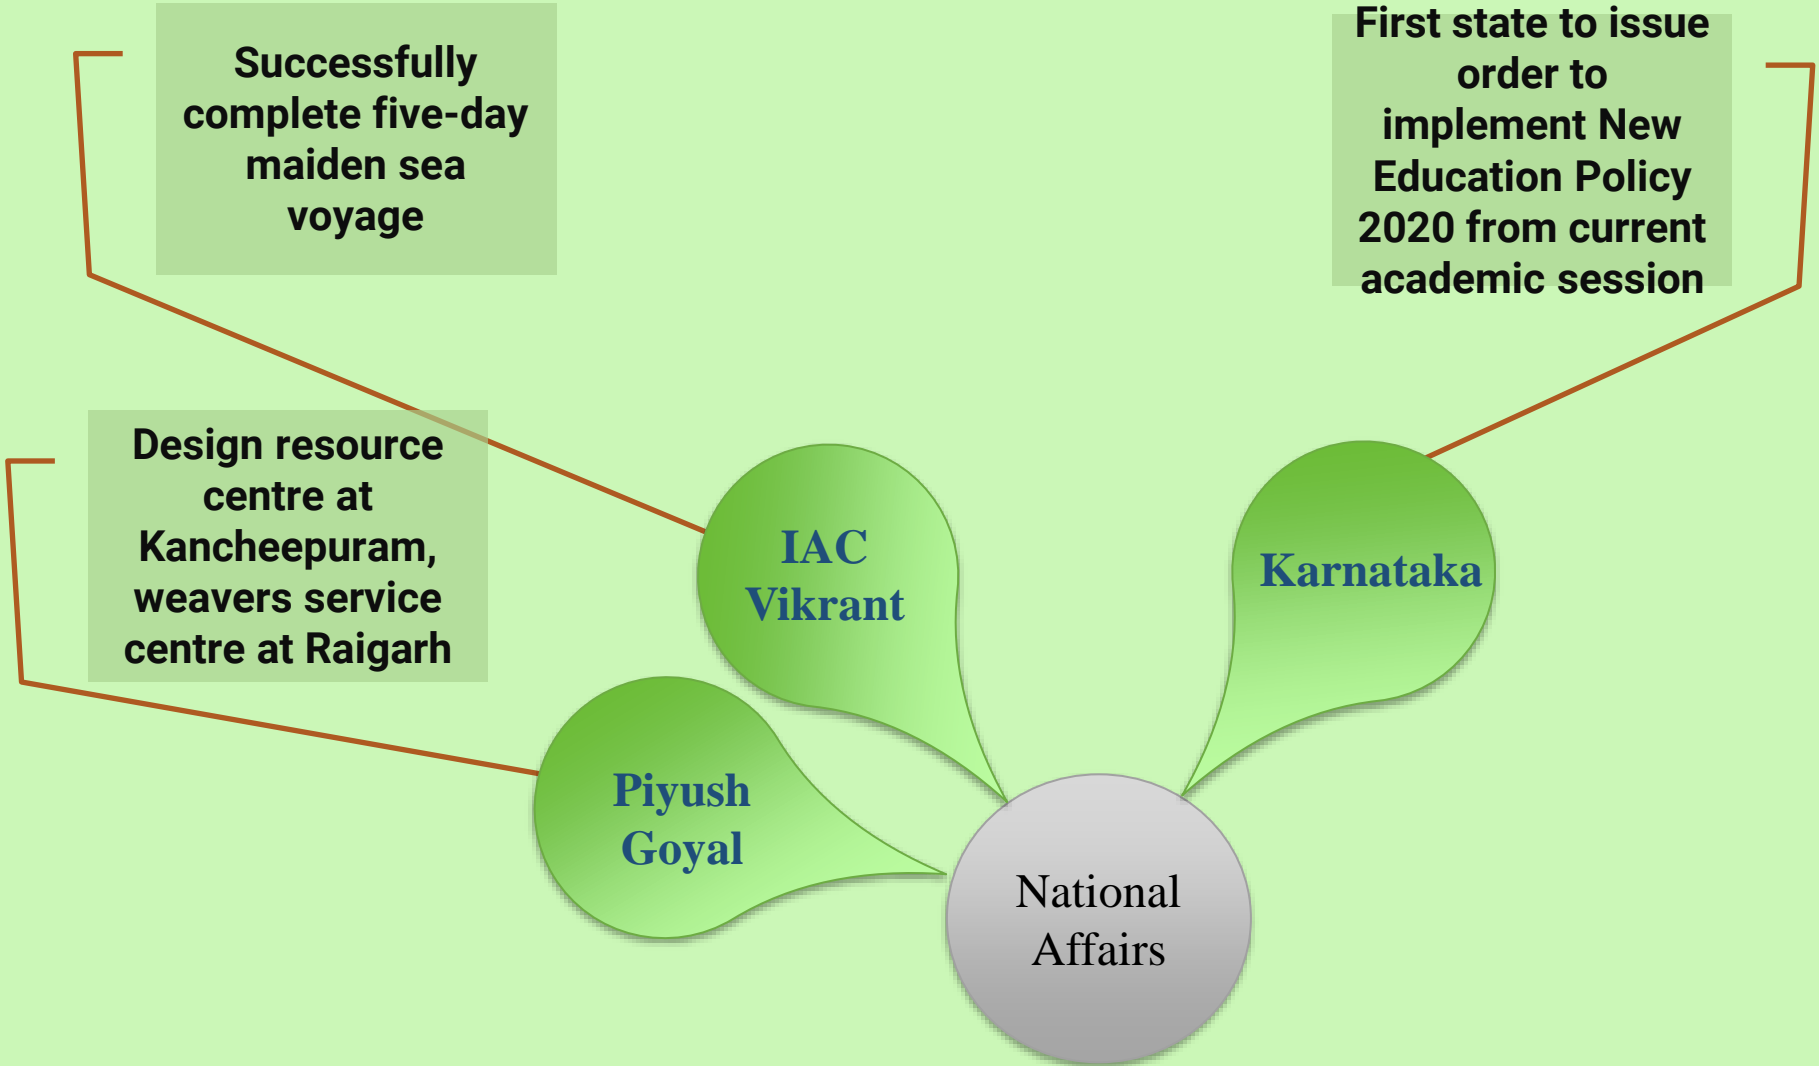 Successfully
complete five-day
maiden sea
voyage
First state to issue
order to
implement New
Education Policy
2020 from current
academic session
Design resource
centre at
Kancheepuram,
weavers service
centre at Raigarh
IAC
Vikrant
Karnataka
Piyush
Goyal
National
Affairs